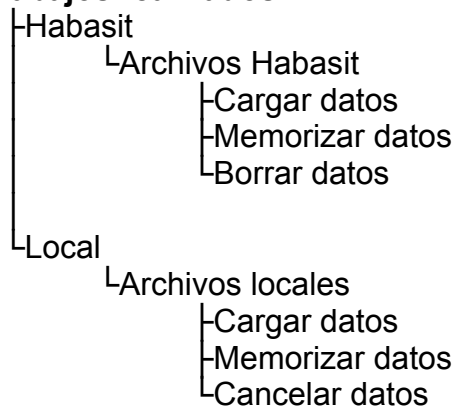 Habasit
Archivos Habasit
Cargar datos
Memorizar datos
Borrar datos
Local
Archivos locales
Cargar datos
Memorizar datos
Cancelar datos